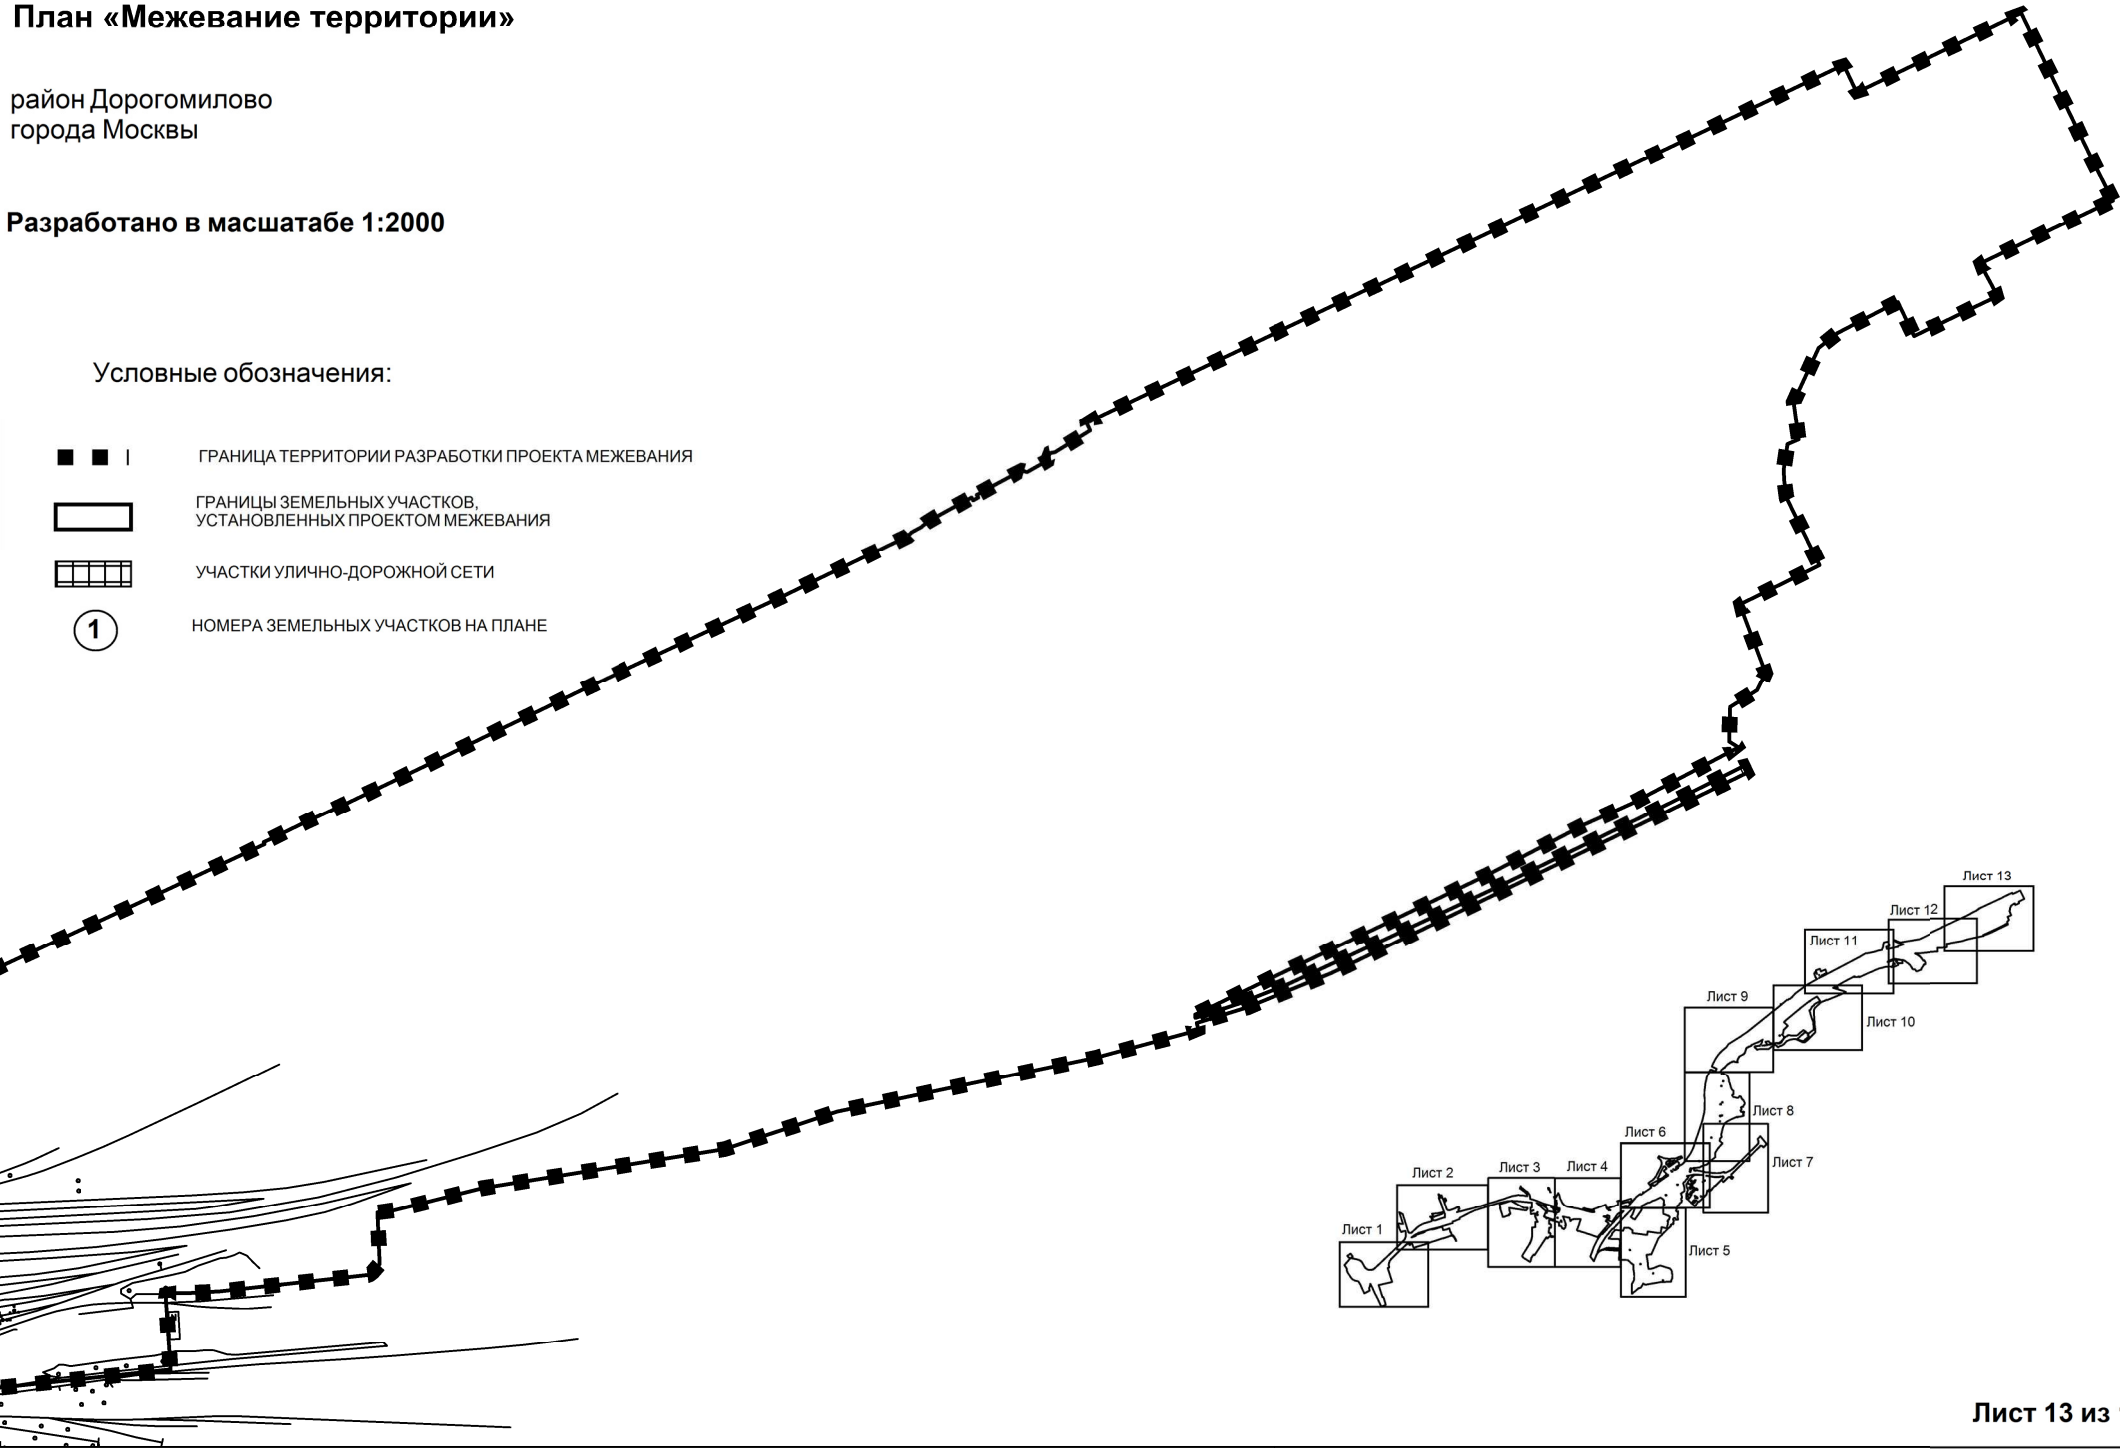 План «Межевание территории»
район Дорогомилово
города Москвы
Разработано в масштабе 1:2000
Условные обозначения:
ГРАНИЦА ТЕРРИТОРИИ РАЗРАБОТКИ ПРОЕКТА МЕЖЕВАНИЯ
ГРАНИЦЫ ЗЕМЕЛЬНЫХ УЧАСТКОВ,
УСТАНОВЛЕННЫХ ПРОЕКТОМ МЕЖЕВАНИЯ
УЧАСТКИ УЛИЧНО-ДОРОЖНОЙ СЕТИ
1
НОМЕРА ЗЕМЕЛЬНЫХ УЧАСТКОВ НА ПЛАНЕ
Лист 13
Лист 12
Лист 11
Лист 9
Лист 10
Лист 8
Лист 6
Лист 7
Лист 4
Лист 3
Лист 2
Лист 1
Лист 5
Лист 13 из